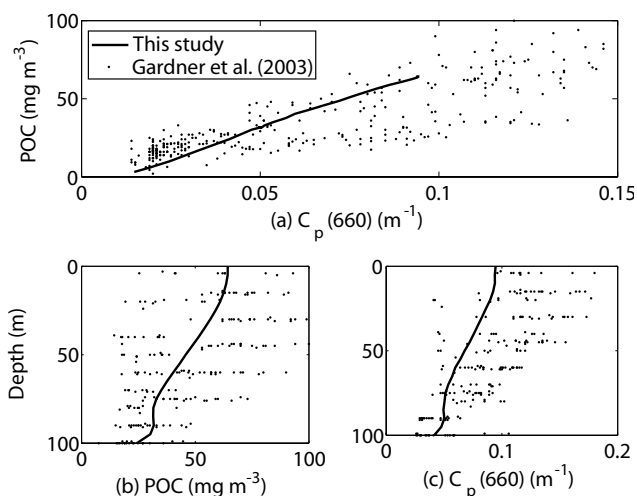 100
50
0
POC (mg m⁻³)
This study
Gardner et al. (2003)
0
0.05
0.1
0.15
(a) C_p (660) (m⁻¹)
0
50
100
Depth (m)
0
50
100
(b) POC (mg m⁻³)
0
50
100
0
0.1
0.2
(c) C_p (660) (m⁻¹)